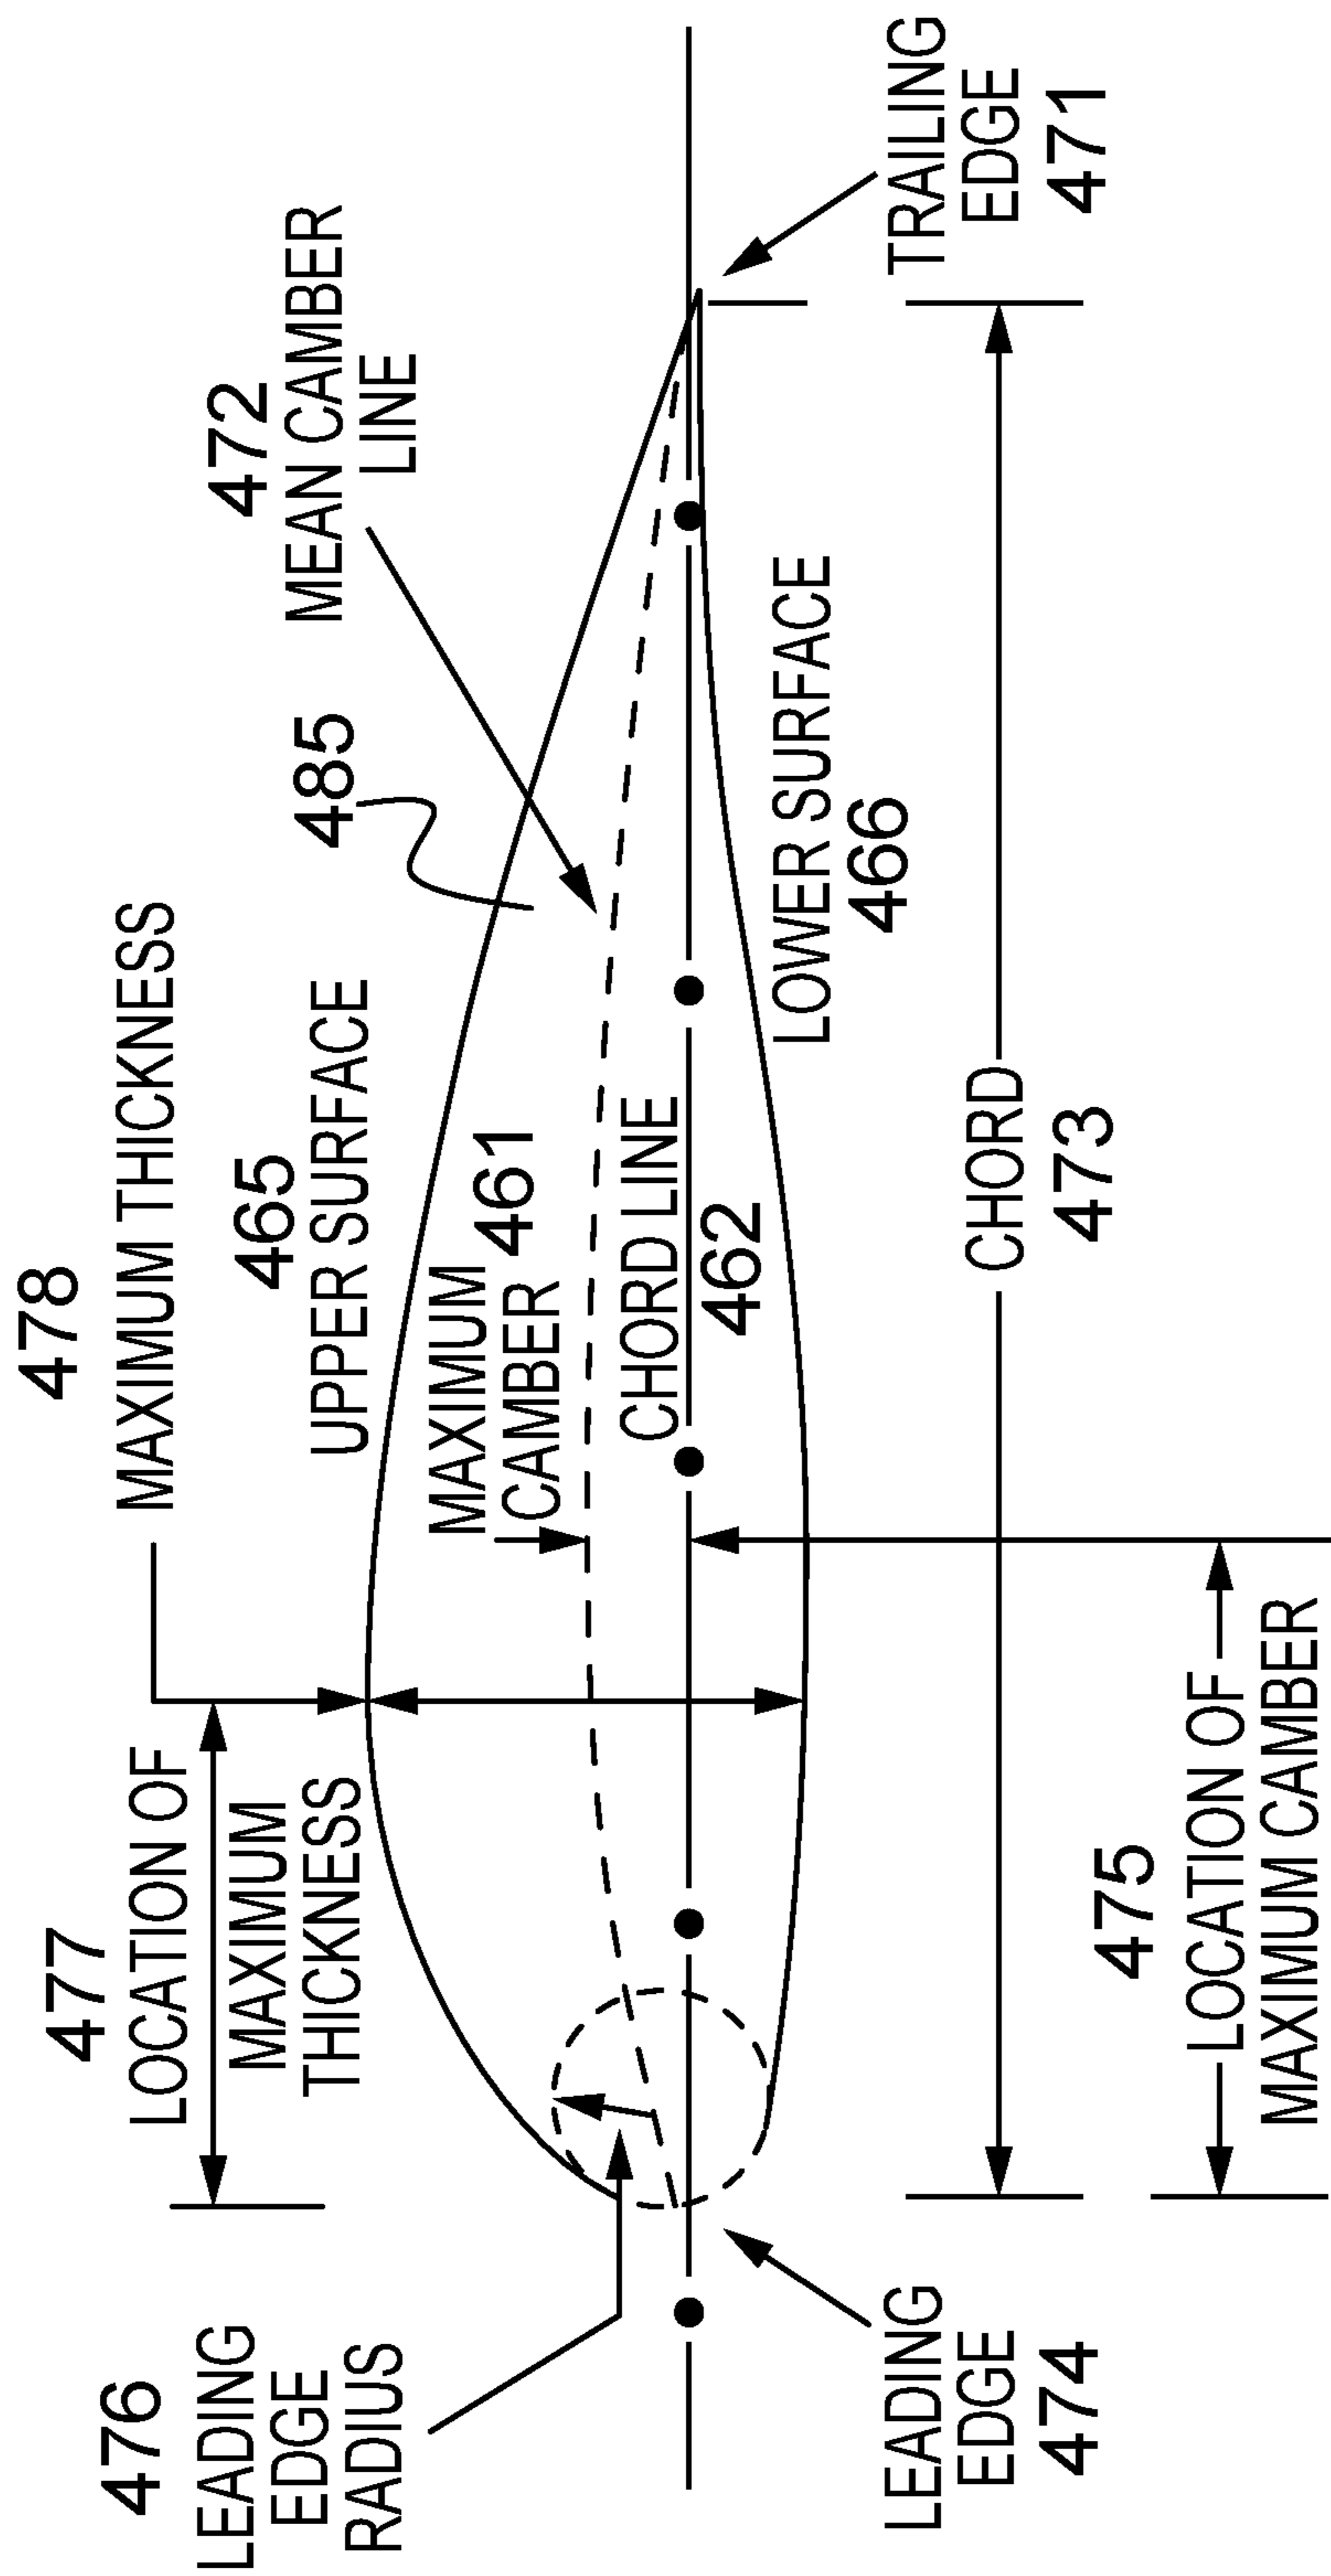 478
MAXIMUM THICKNESS
477
LOCATION OF
MAXIMUM
THICKNESS
476
LEADING
EDGE
RADIUS
465
UPPER SURFACE
485
472
MEAN CAMBER
LINE
MAXIMUM
CAMBER 461
CHORD LINE
462
LOWER SURFACE
466
LEADING
EDGE
474
TRAILING
EDGE
471
CHORD
473
475
LOCATION OF
MAXIMUM CAMBER